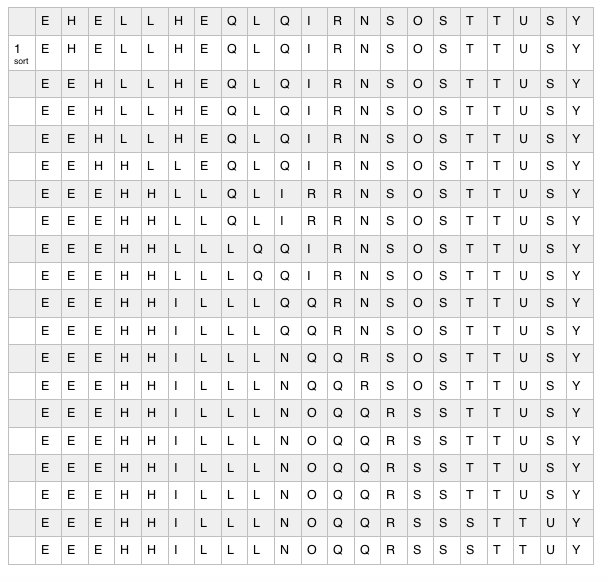 E H E L L H E Q L Q I R N S O S T T U S Y
1 sort E H E L L H E Q L Q I R N S O S T T U S Y
E E H L L H E Q L Q I R N S O S T T U S Y
E E H L L H E Q L Q I R N S O S T T U S Y
E E H L L H E Q L Q I R N S O S T T U S Y
E E H H L L E Q L Q I R N S O S T T U S Y
E E E H H L L Q L I R R N S O S T T U S Y
E E E H H L L Q L I R R N S O S T T U S Y
E E E H H L L L Q Q I R N S O S T T U S Y
E E E H H L L L Q Q I R N S O S T T U S Y
E E E H H I L L L Q Q R N S O S T T U S Y
E E E H H I L L L Q Q R N S O S T T U S Y
E E E H H I L L L N Q Q R S O S T T U S Y
E E E H H I L L L N Q Q R S O S T T U S Y
E E E H H I L L L N O Q Q R S S T T U S Y
E E E H H I L L L N O Q Q R S S T T U S Y
E E E H H I L L L N O Q Q R S S T T U S Y
E E E H H I L L L N O Q Q R S S T T U S Y
E E E H H I L L L N O Q Q R S S S T T U Y
E E E H H I L L L N O Q Q R S S S T T U Y